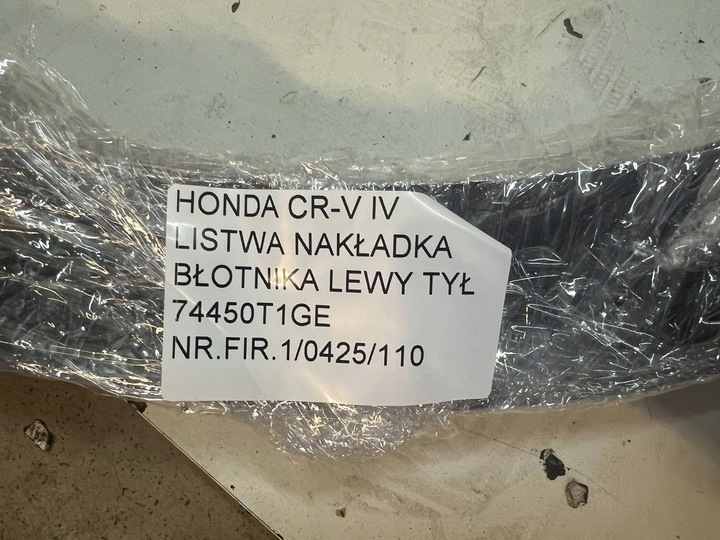 HONDA CR-V IV
LISTWA NAKŁADKA
BŁOTNIKA LEWY TYŁ
74450T1GE
NR.FIR.1/0425/110